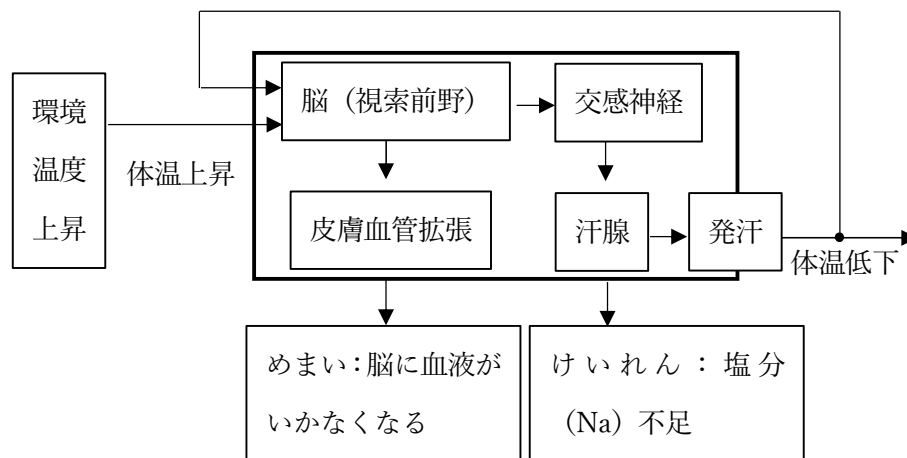 環境
温度
上昇
体温上昇
脳（視索前野）
交感神経
皮膚血管拡張
汗腺
発汗
体温低下
めまい：脳に血液が
いかなくなる
けいれん：塩分
（Na）不足